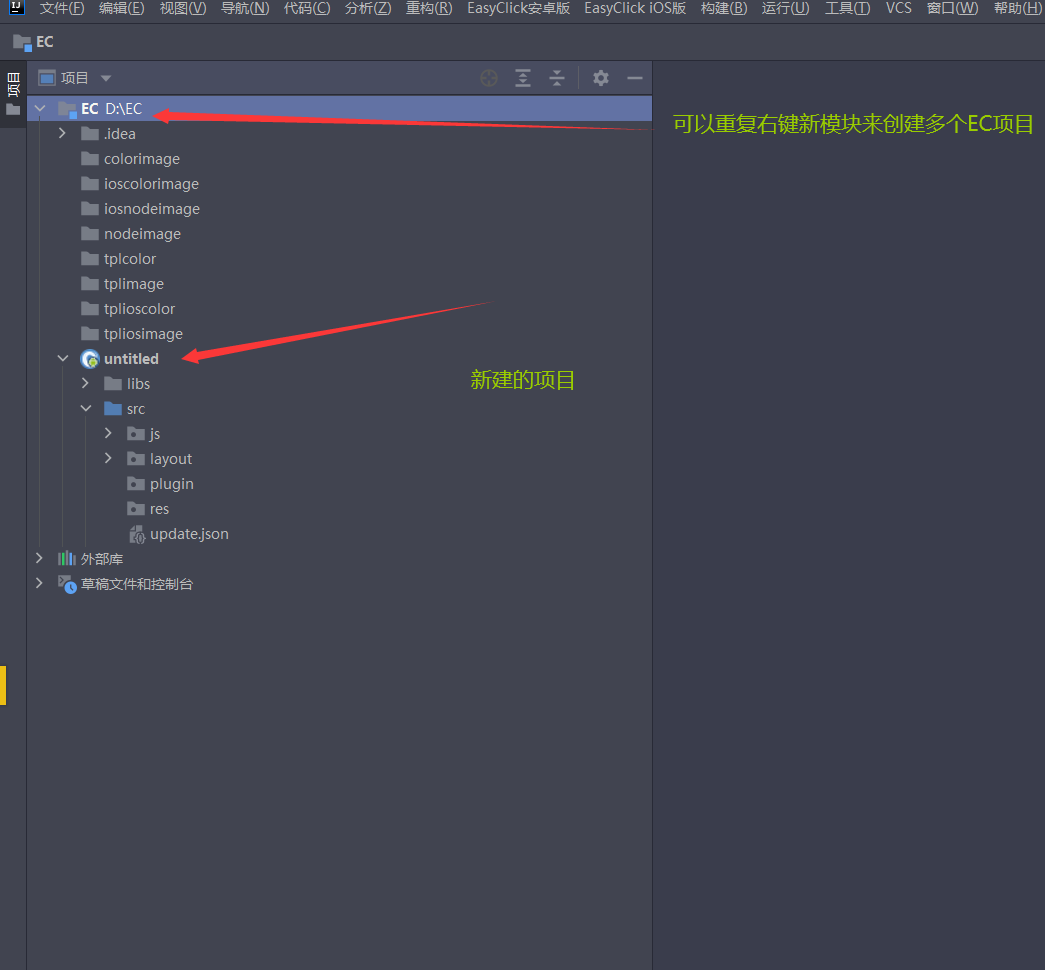 文件(F) 编辑(E) 视图(V) 导航(N) 代码(C) 分析(Z) 重构(R) EasyClick安卓版 EasyClick iOS版 构建(B) 运行(U) 工具(T) VCS 窗口(W) 帮助(H)
EC
项目
项目
EC D:\EC
可以重复右键新模块来创建多个EC项目
.idea
colorimage
ioscolorimage
iosnodeimage
nodeimage
tplcolor
tplimage
tplioscolor
tpliosimage
untitled
新建的项目
libs
src
js
layout
plugin
res
update.json
外部库
草稿文件和控制台